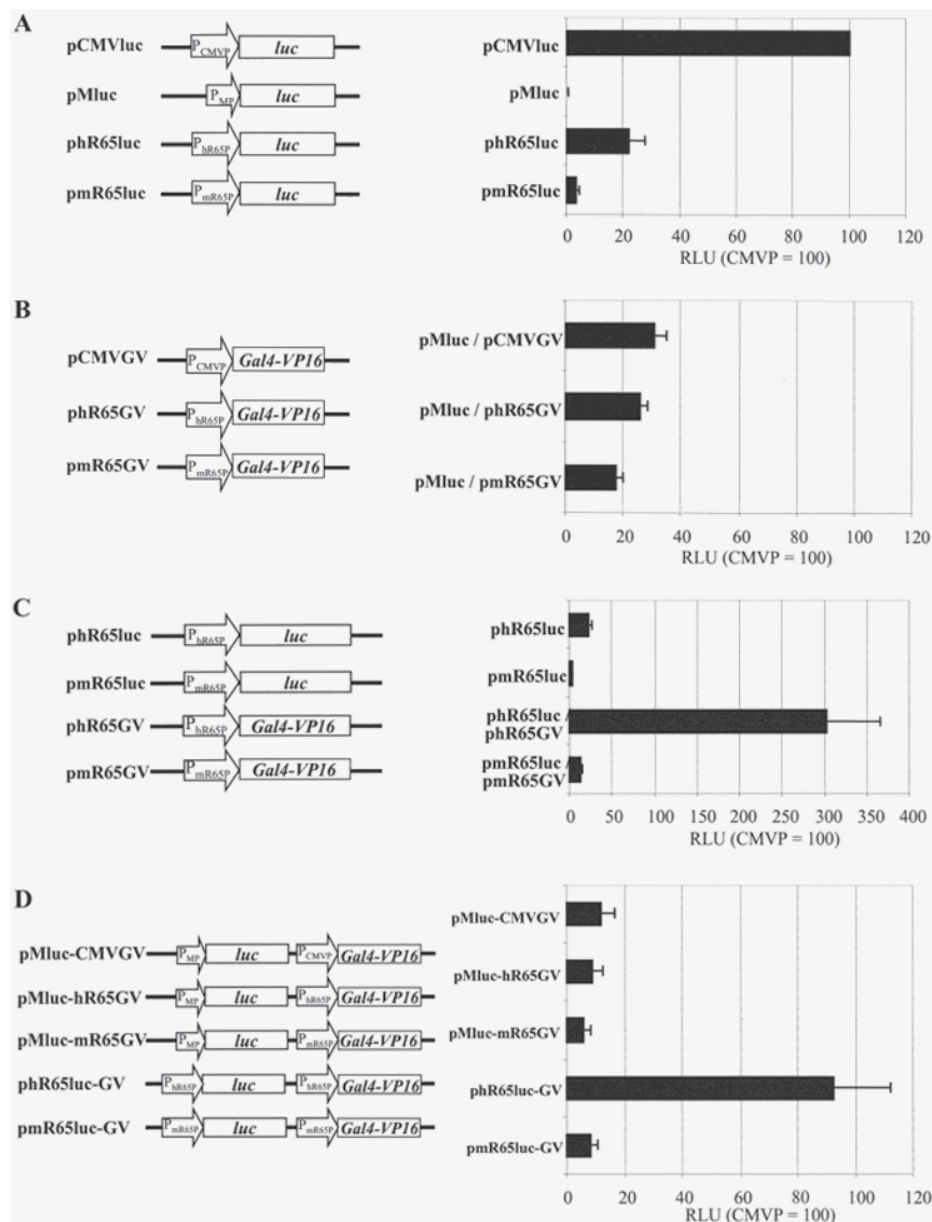 A
pCMVluc
P CMVP
luc
pMluc
P MP
luc
phR65luc
P hR65P
luc
pmR65luc
P mR65P
luc
pCMVluc
pMluc
phR65luc
pmR65luc
0 20 40 60 80 100 120
RLU (CMVP = 100)
B
pCMVGV
P CMVP
Gal4-VP16
phR65GV
P hR65P
Gal4-VP16
pmR65GV
P mR65P
Gal4-VP16
pMluc / pCMVGV
pMluc / phR65GV
pMluc / pmR65GV
0 20 40 60 80 100 120
RLU (CMVP = 100)
C
phR65luc
P hR65P
luc
pmR65luc
P mR65P
luc
phR65GV
P hR65P
Gal4-VP16
pmR65GV
P mR65P
Gal4-VP16
phR65luc
pmR65luc
phR65luc /
phR65GV
pmR65luc /
pmR65GV
0 50 100 150 200 250 300 350 400
RLU (CMVP = 100)
D
pMluc-CMVGV
P MP
luc
P CMVP
Gal4-VP16
pMluc-hR65GV
P MP
luc
P hR65P
Gal4-VP16
pMluc-mR65GV
P MP
luc
P mR65P
Gal4-VP16
phR65luc-GV
P hR65P
luc
P hR65P
Gal4-VP16
pmR65luc-GV
P mR65P
luc
P mR65P
Gal4-VP16
pMluc-CMVGV
pMluc-hR65GV
pMluc-mR65GV
phR65luc-GV
pmR65luc-GV
0 20 40 60 80 100 120
RLU (CMVP = 100)